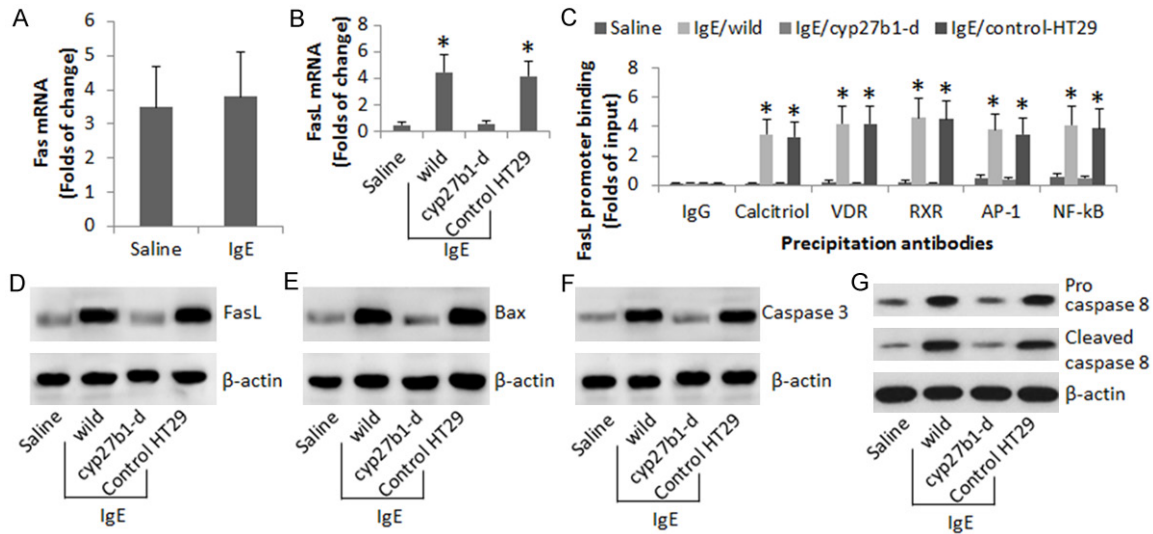 A
Fas mRNA
(Folds of change)
6
5
4
3
2
1
0
Saline
IgE
B
FasL mRNA
(Folds of change)
8
6
4
2
0
*
*
Saline
wild
cyp27b1-d
Control HT29
IgE
C
Saline
IgE/wild
IgE/cyp27b1-d
IgE/control-HT29
FasL promoter binding
(Folds of input)
8
6
4
2
0
* * * * * * * * * *
IgG
Calcitriol
VDR
RXR
AP-1
NF-kB
Precipitation antibodies
D
FasL
β-actin
Saline
wild
cyp27b1-d
Control HT29
IgE
E
Bax
β-actin
Saline
wild
cyp27b1-d
Control HT29
IgE
F
Caspase 3
β-actin
Saline
wild
cyp27b1-d
Control HT29
IgE
G
Pro
caspase 8
Cleaved
caspase 8
β-actin
Saline
wild
cyp27b1-d
Control HT29
IgE